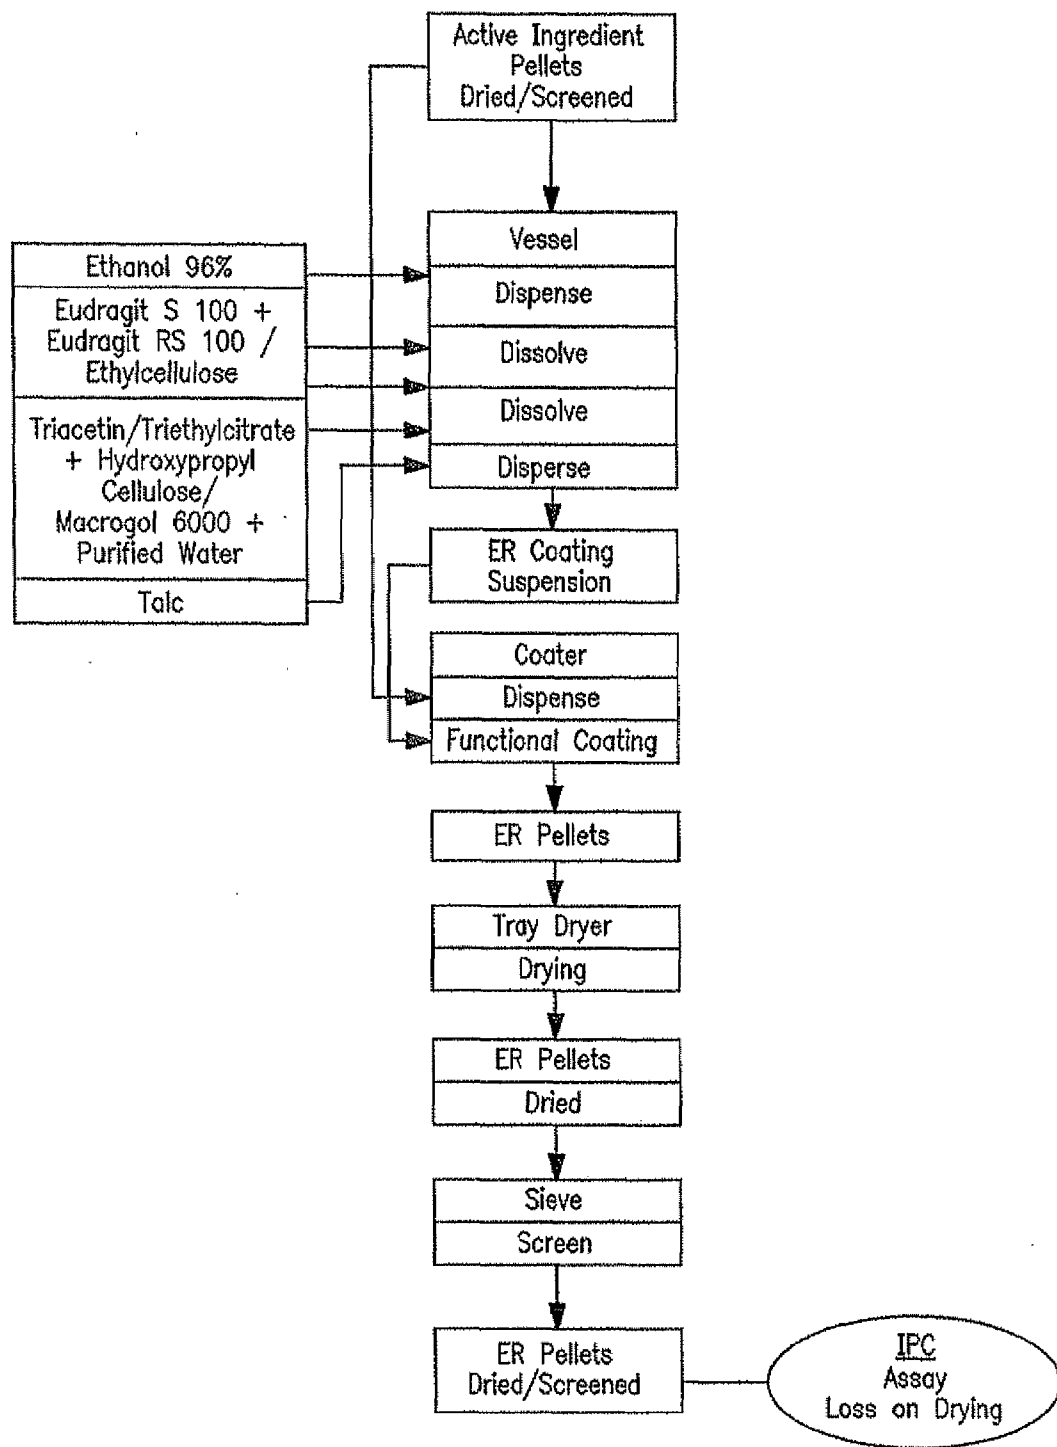 Active Ingredient
Pellets
Dried/Screened
Vessel
Dispense
Dissolve
Dissolve
Disperse
Ethanol 96%
Eudragit S 100 +
Eudragit RS 100 /
Ethylcellulose
Triacetin/Triethylcitrate
+ Hydroxypropyl
Cellulose/
Macrogol 6000 +
Purified Water
Talc
ER Coating
Suspension
Coater
Dispense
Functional Coating
ER Pellets
Tray Dryer
Drying
ER Pellets
Dried
Sieve
Screen
ER Pellets
Dried/Screened
IPC
Assay
Loss on Drying